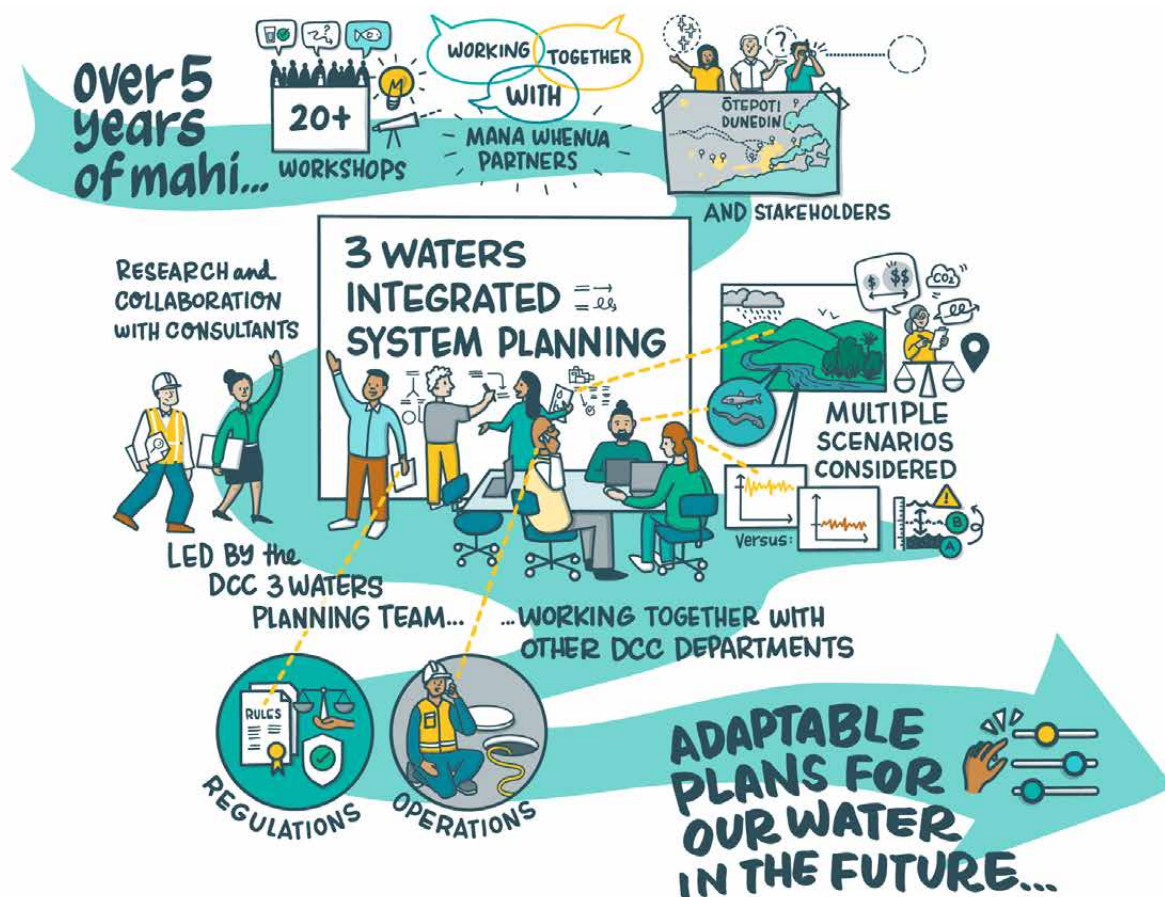 over 5
years
of mahi...
20+
WORKSHOPS
WORKING
TOGETHER
WITH
MANA WHENUA
PARTNERS
?
ŌTEPOTI
DUNEDIN
AND STAKEHOLDERS
RESEARCH and
COLLABORATION
WITH CONSULTANTS
3 WATERS
INTEGRATED
SYSTEM PLANNING
$ $$
CO2
MULTIPLE
SCENARIOS
CONSIDERED
Versus:
!
B
A
LED BY the
DCC 3 WATERS
PLANNING TEAM...
...WORKING TOGETHER WITH
OTHER DCC DEPARTMENTS
RULES
REGULATIONS
OPERATIONS
ADAPTABLE
PLANS FOR
OUR WATER
IN THE FUTURE...